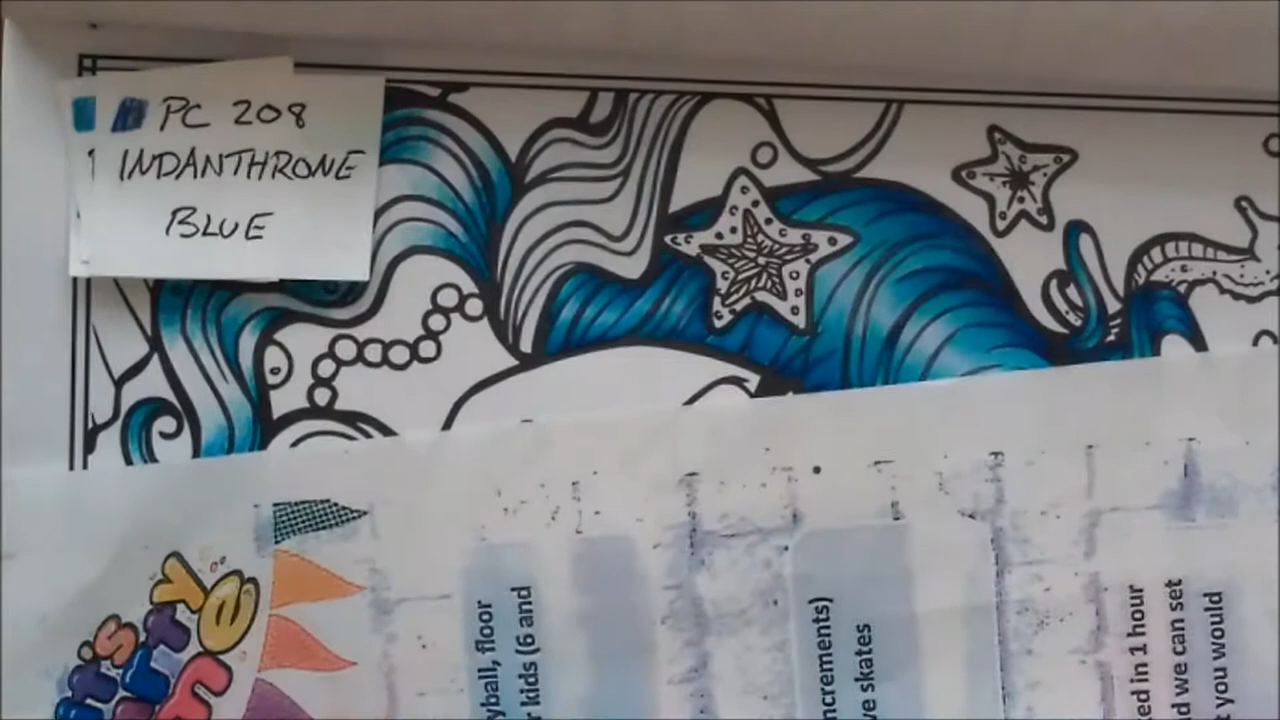 PC 208
INDANTHRONE
BLUE
yball, floor
kids (6 and
ncrements)
ve skates
ed in 1 hour
d we can set
you would